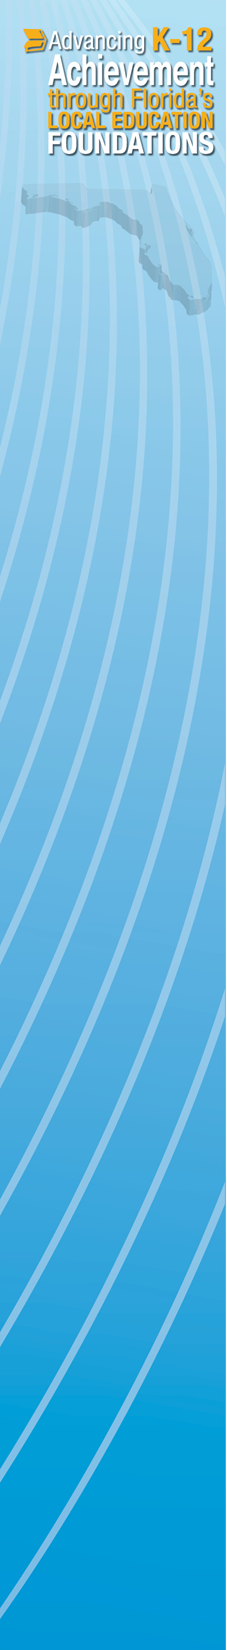 Advancing K-12
Achievement
through Florida's
LOCAL EDUCATION
FOUNDATIONS